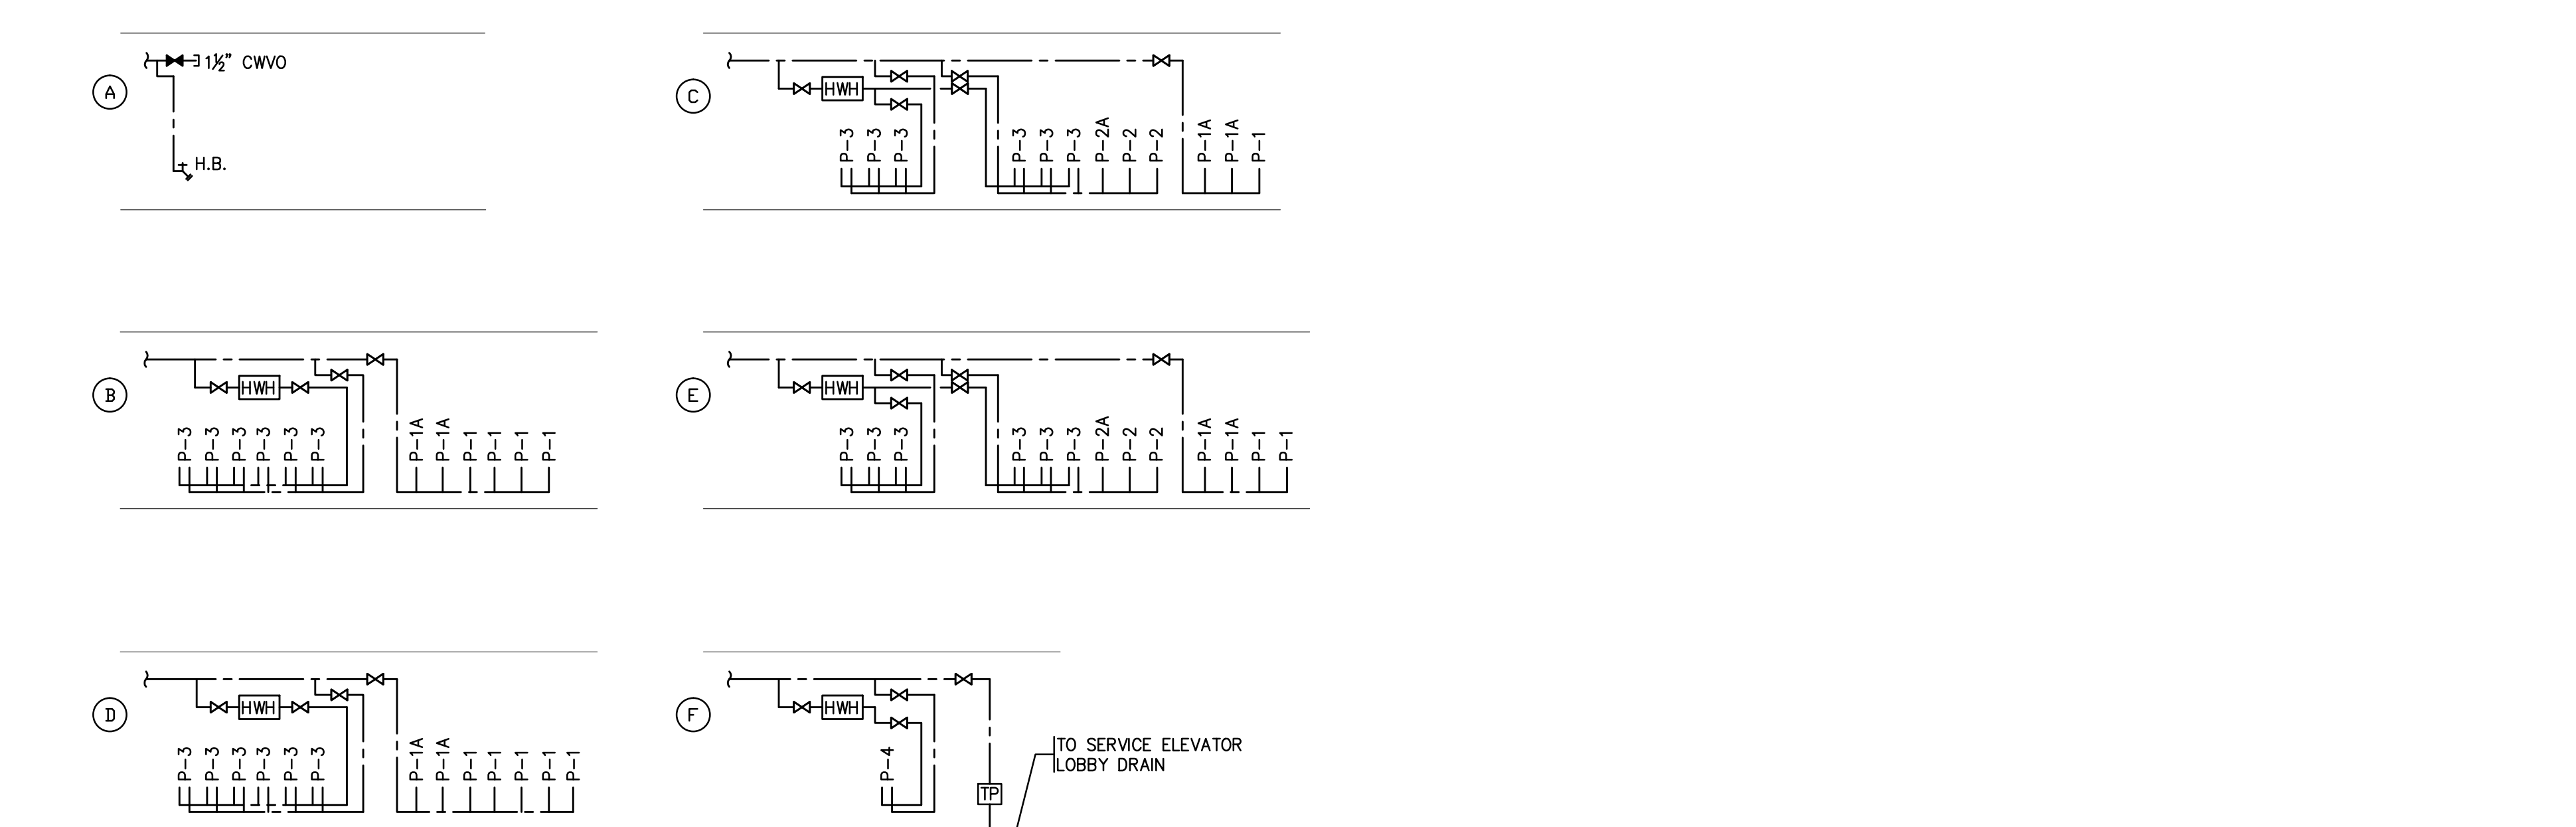 A
1½" CWVO
H.B.
C
HWH
P-3 P-3 P-3 P-3 P-3 P-3 P-2A P-2 P-2 P-1A P-1A P-1
B
HWH
P-3 P-3 P-3 P-3 P-3 P-3 P-1A P-1A P-1 P-1 P-1 P-1
E
HWH
P-3 P-3 P-3 P-3 P-3 P-3 P-2A P-2 P-2 P-1A P-1A P-1 P-1
D
HWH
P-3 P-3 P-3 P-3 P-3 P-3 P-1A P-1A P-1 P-1 P-1 P-1 P-1
F
HWH
P-4
TO SERVICE ELEVATOR
LOBBY DRAIN
TP